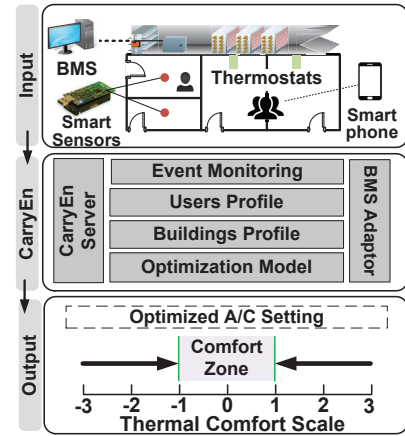 Input
BMS
Smart
Sensors
Thermostats
Smart
phone
CarryEn
CarryEn
Server
Event Monitoring
Users Profile
Buildings Profile
Optimization Model
BMS Adaptor
Output
Optimized A/C Setting
Comfort
Zone
-3 -2 -1 0 1 2 3
Thermal Comfort Scale